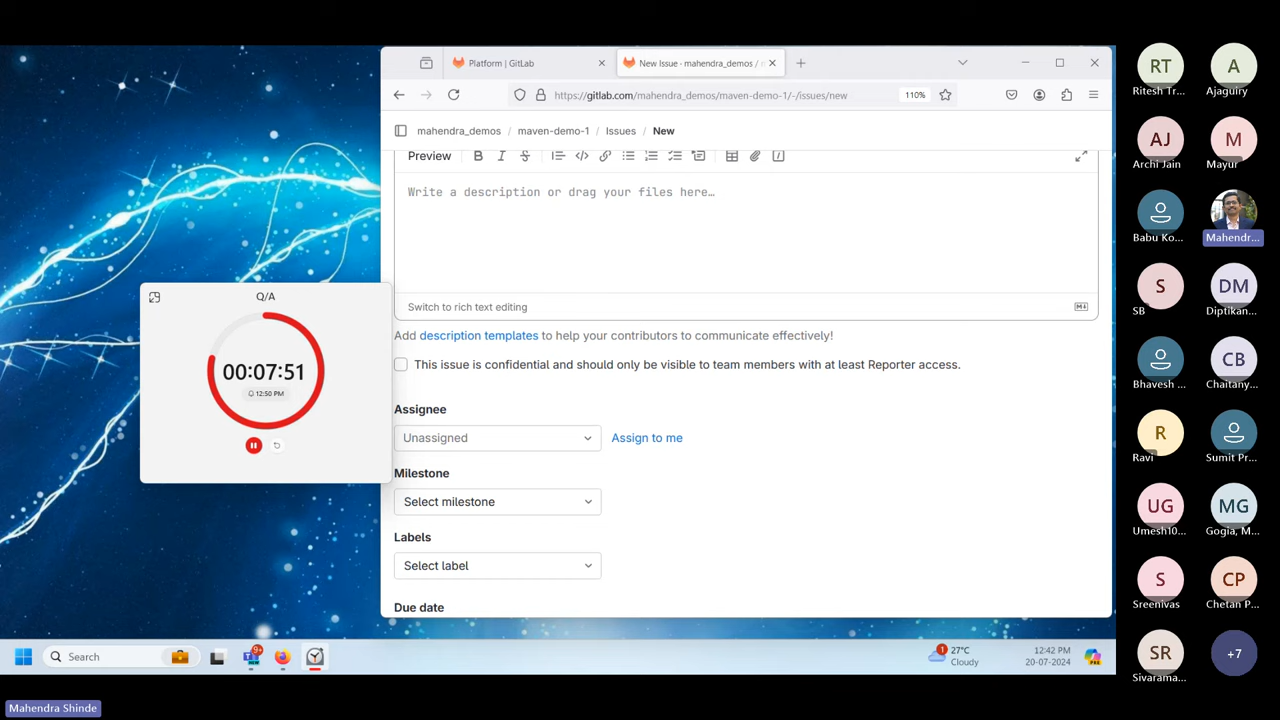 Platform | GitLab
New Issue · mahendra_demos / m
https://gitlab.com/mahendra_demos/maven-demo-1/-/issues/new
110%
mahendra_demos / maven-demo-1 / Issues / New
Preview
Write a description or drag your files here…
Switch to rich text editing
Add description templates to help your contributors to communicate effectively!
This issue is confidential and should only be visible to team members with at least Reporter access.
Assignee
Unassigned
Assign to me
Milestone
Select milestone
Labels
Select label
Due date
Q/A
00:07:51
12:50 PM
Search
9+
1
27°C
Cloudy
12:42 PM
20-07-2024
Mahendra Shinde
RT
Ritesh Tr...
A
Ajaguiry
AJ
Archi Jain
M
Mayur
Babu Ko...
Mahendr...
S
SB
DM
Diptikan...
Bhavesh ...
CB
Chaitany...
R
Ravi
Sumit Pr...
UG
Umesh10...
MG
Gogia, M...
S
Sreenivas
CP
Chetan P...
SR
Sivarama...
+7